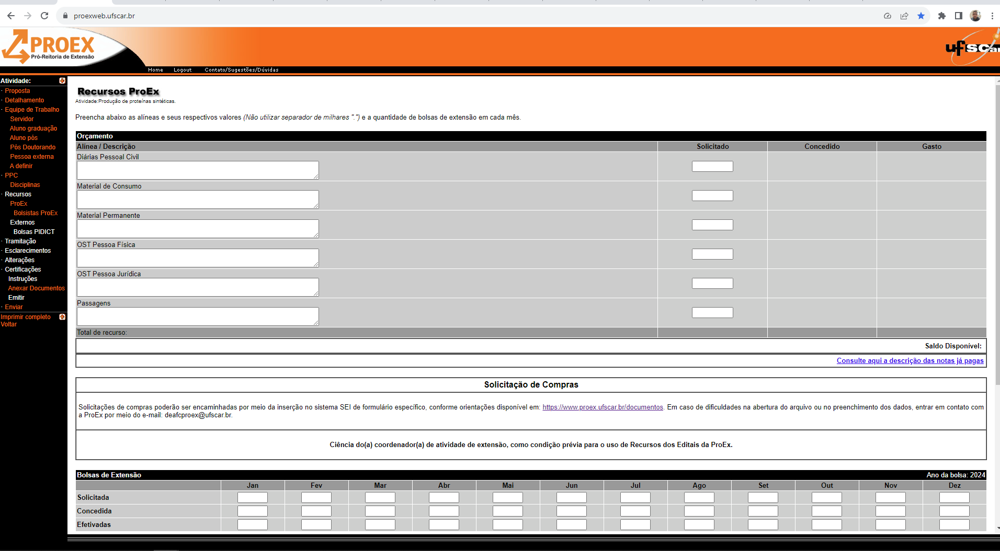 proexweb.ufscar.br
PROEX
Pró-Reitoria de Extensão
ufscar
Home Logout Contato/Sugestões/Dúvidas
Atividade:
· Proposta
· Detalhamento
· Equipe de Trabalho
Servidor
Aluno graduação
Aluno pós
Pós Doutorando
Pessoa externa
A definir
· PPC
Disciplinas
· Recursos
ProEx
Bolsistas ProEx
Externos
Bolsas PIDICT
· Tramitação
· Esclarecimentos
· Alterações
· Certificações
Instruções
Anexar Documentos
Emitir
· Enviar
Imprimir completo
Voltar
Recursos ProEx
Atividade:Produção de proteínas sintéticas.
Preencha abaixo as alíneas e seus respectivos valores (Não utilizar separador de milhares ".") e a quantidade de bolsas de extensão em cada mês.
Orçamento
Alínea / Descrição Solicitado Concedido Gasto
Diárias Pessoal Civil
Material de Consumo
Material Permanente
OST Pessoa Física
OST Pessoa Jurídica
Passagens
Total de recurso:
Saldo Disponível:
Consulte aqui a descrição das notas já pagas
Solicitação de Compras
Solicitações de compras poderão ser encaminhadas por meio da inserção no sistema SEI de formulário específico, conforme orientações disponível em: https://www.proex.ufscar.br/documentos. Em caso de dificuldades na abertura do arquivo ou no preenchimento dos dados, entrar em contato com
a ProEx por meio do e-mail: deafcproex@ufscar.br.
Ciência do(a) coordenador(a) de atividade de extensão, como condição prévia para o uso de Recursos dos Editais da ProEx.
Bolsas de Extensão Ano da bolsa: 2024
Jan Fev Mar Abr Mai Jun Jul Ago Set Out Nov Dez
Solicitada
Concedida
Efetivadas